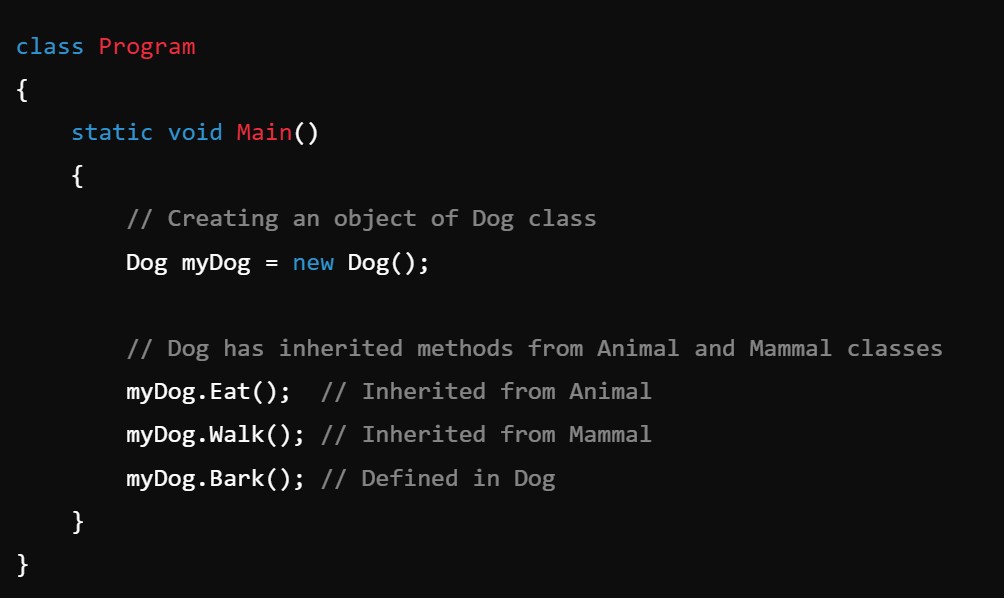 class Program
{
    static void Main()
    {
        // Creating an object of Dog class
        Dog myDog = new Dog();

        // Dog has inherited methods from Animal and Mammal classes
        myDog.Eat();  // Inherited from Animal
        myDog.Walk(); // Inherited from Mammal
        myDog.Bark(); // Defined in Dog
    }
}